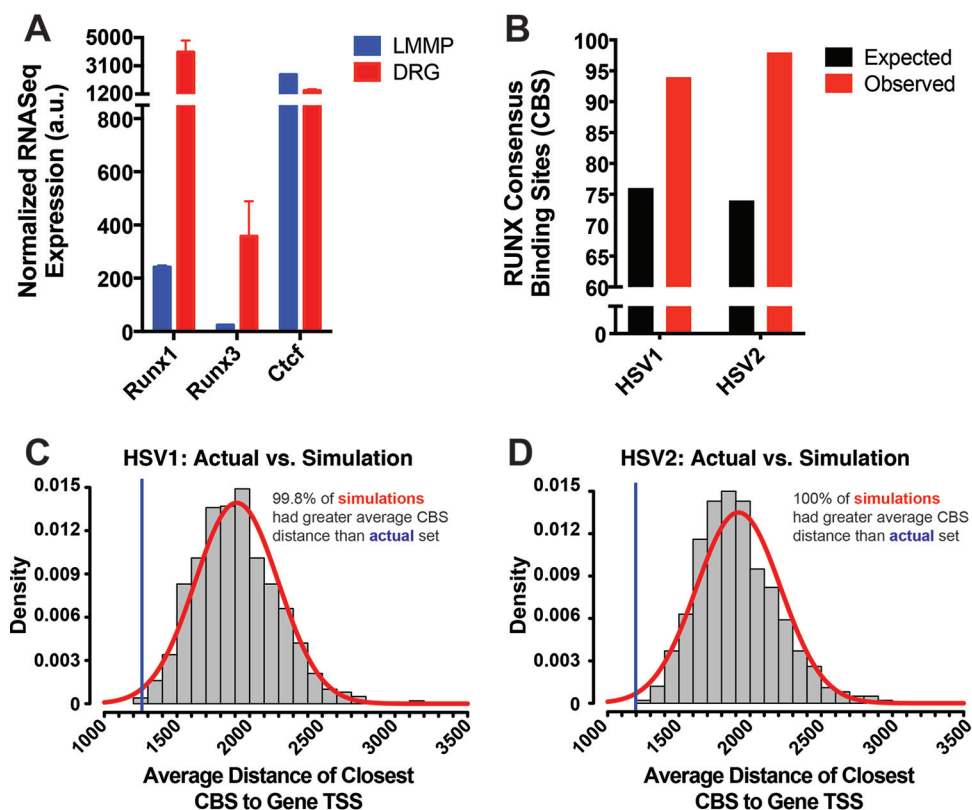 A
Normalized RNASeq
Expression (a.u.)
5000
3100
1200
800
600
400
200
0
Runx1
Runx3
Ctcf
LMMP
DRG
B
RUNX Consensus
Binding Sites (CBS)
100
95
90
85
80
75
70
65
60
0
HSV1
HSV2
Expected
Observed
C
HSV1: Actual vs. Simulation
99.8% of simulations
had greater average CBS
distance than actual set
Density
0.015
0.012
0.009
0.006
0.003
0
1000
1500
2000
2500
3000
3500
Average Distance of Closest
CBS to Gene TSS
D
HSV2: Actual vs. Simulation
100% of simulations
had greater average CBS
distance than actual set
Density
0.015
0.012
0.009
0.006
0.003
0
1000
1500
2000
2500
3000
3500
Average Distance of Closest
CBS to Gene TSS